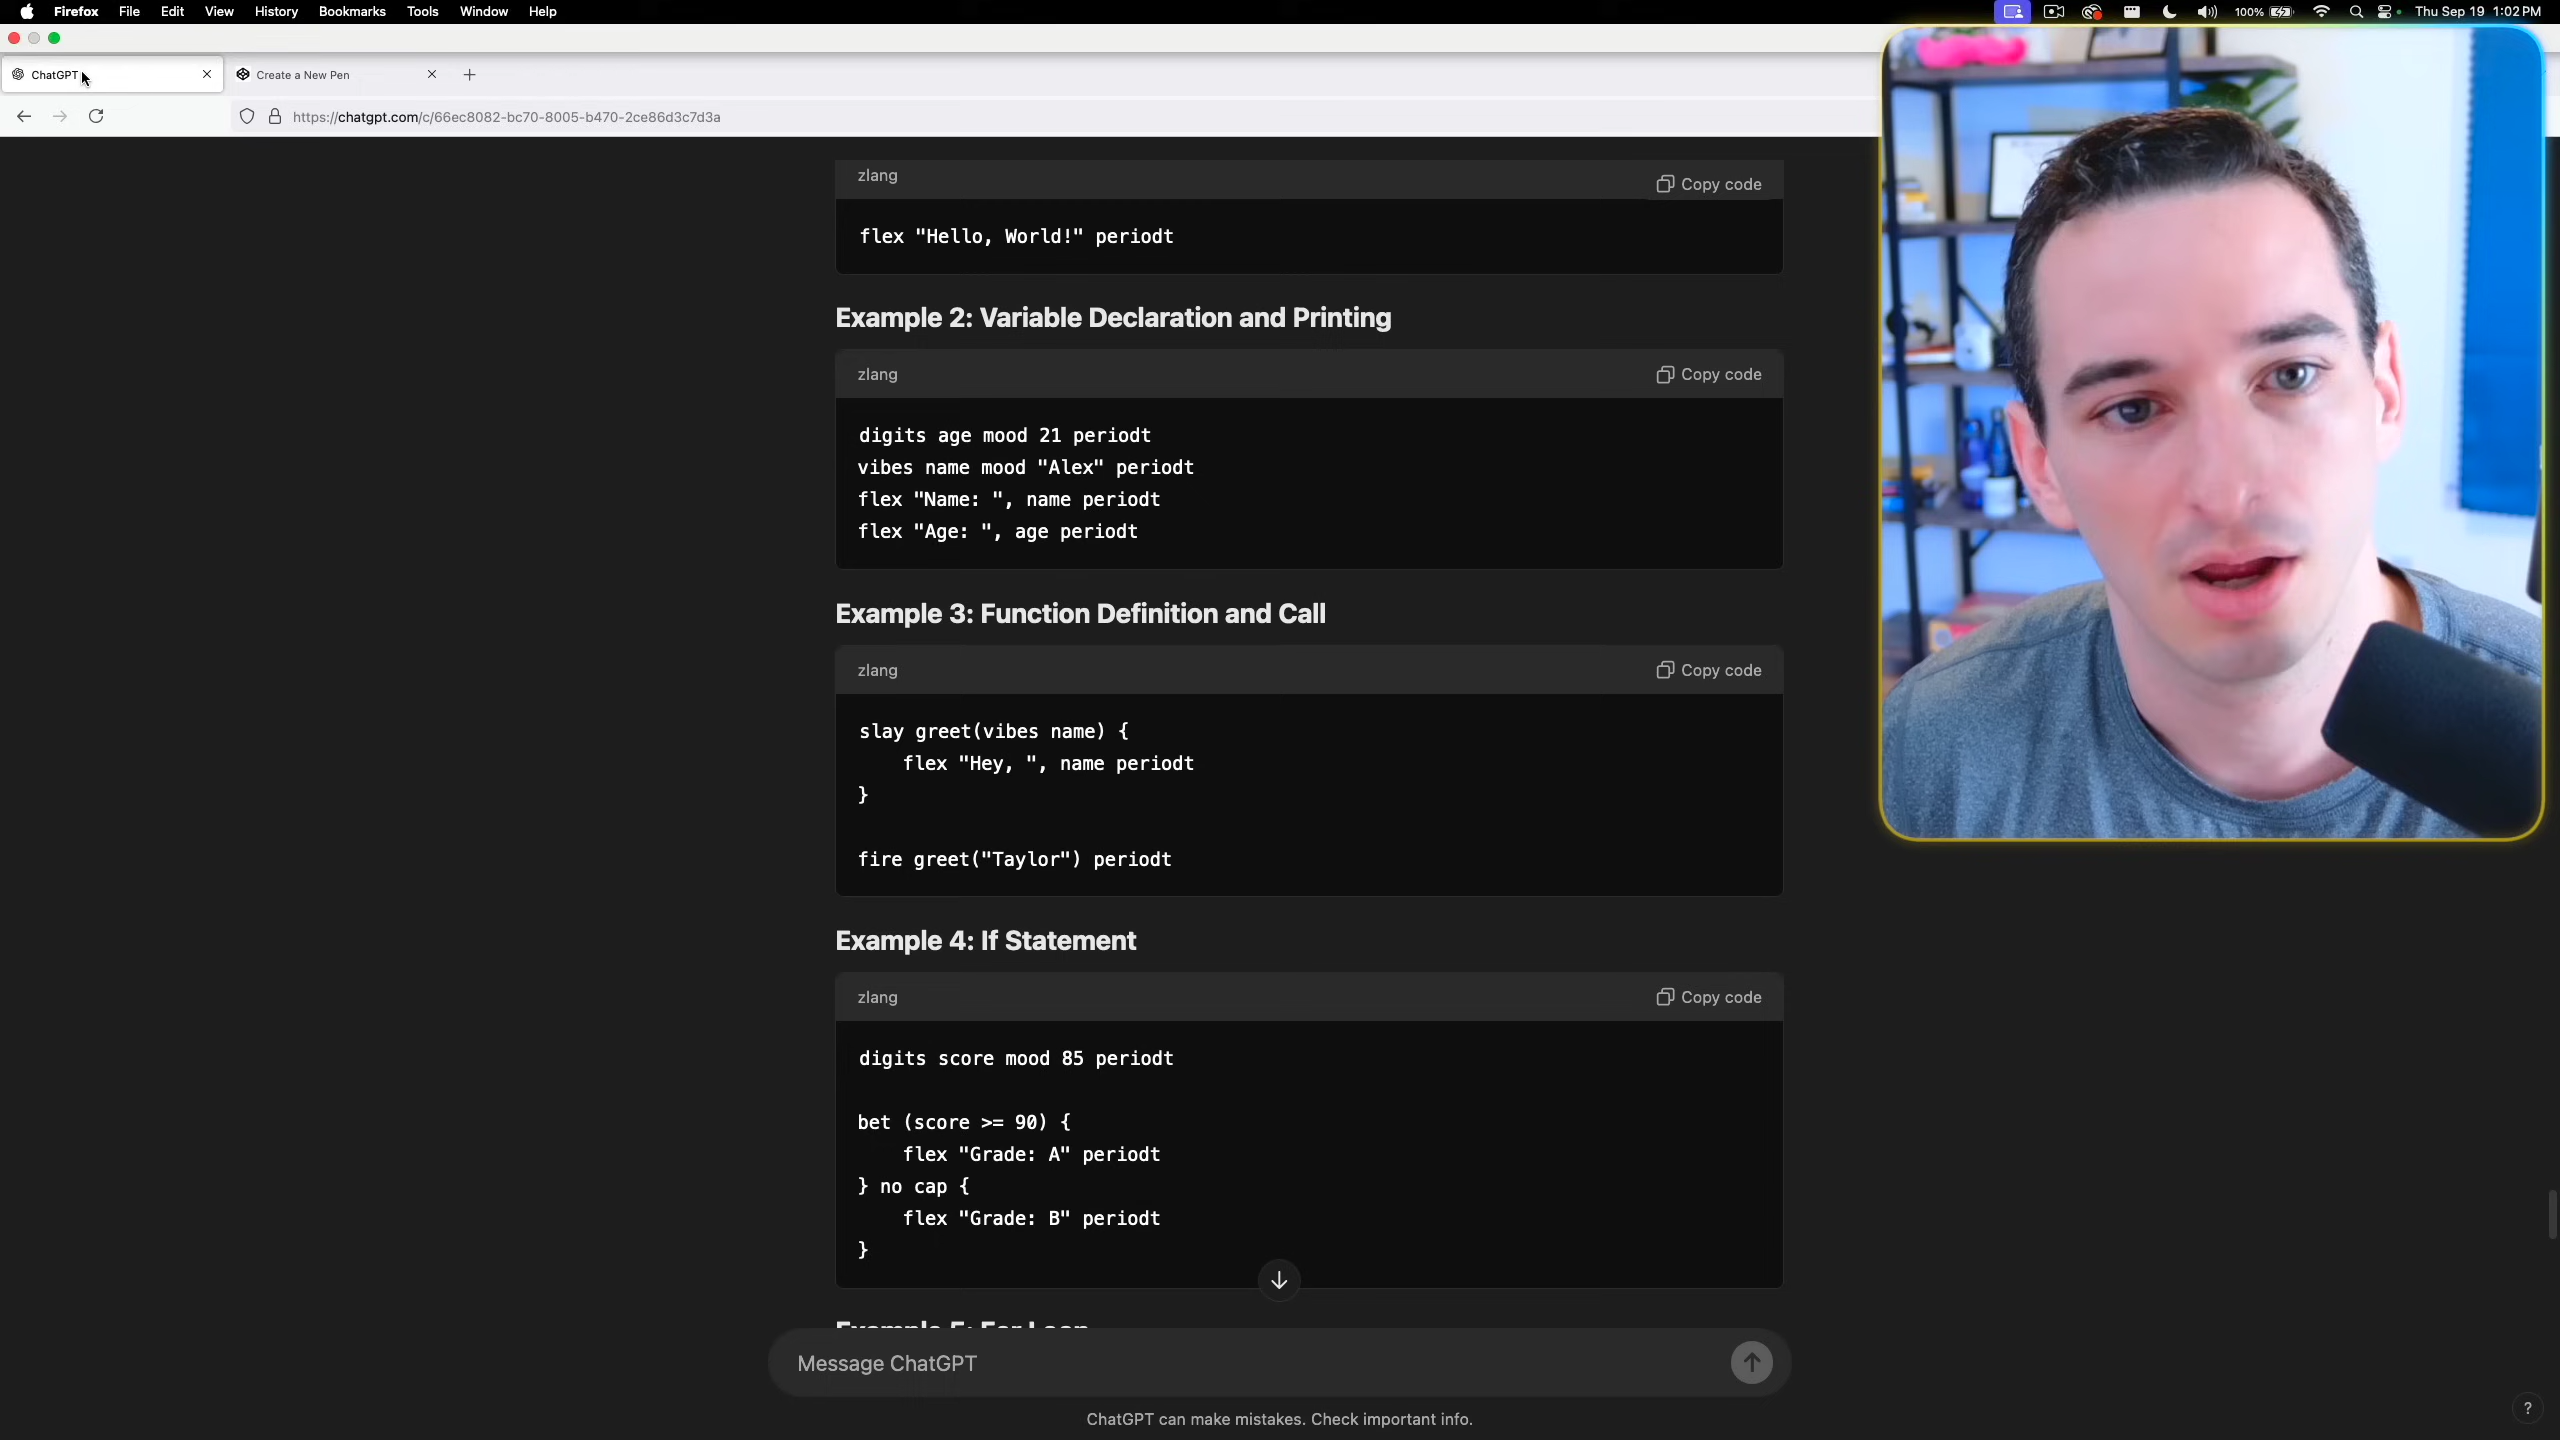 Firefox File Edit View History Bookmarks Tools Window Help
100% Thu Sep 19 1:02 PM
ChatGPT
Create a New Pen
https://chatgpt.com/c/66ec8082-bc70-8005-b470-2ce86d3c7d3a
zlang
Copy code
flex "Hello, World!" periodt
Example 2: Variable Declaration and Printing
zlang
Copy code
digits age mood 21 periodt
vibes name mood "Alex" periodt
flex "Name: ", name periodt
flex "Age: ", age periodt
Example 3: Function Definition and Call
zlang
Copy code
slay greet(vibes name) {
    flex "Hey, ", name periodt
}
fire greet("Taylor") periodt
Example 4: If Statement
zlang
Copy code
digits score mood 85 periodt
bet (score >= 90) {
    flex "Grade: A" periodt
} no cap {
    flex "Grade: B" periodt
}
Example 5: For Loop
Message ChatGPT
ChatGPT can make mistakes. Check important info.
?